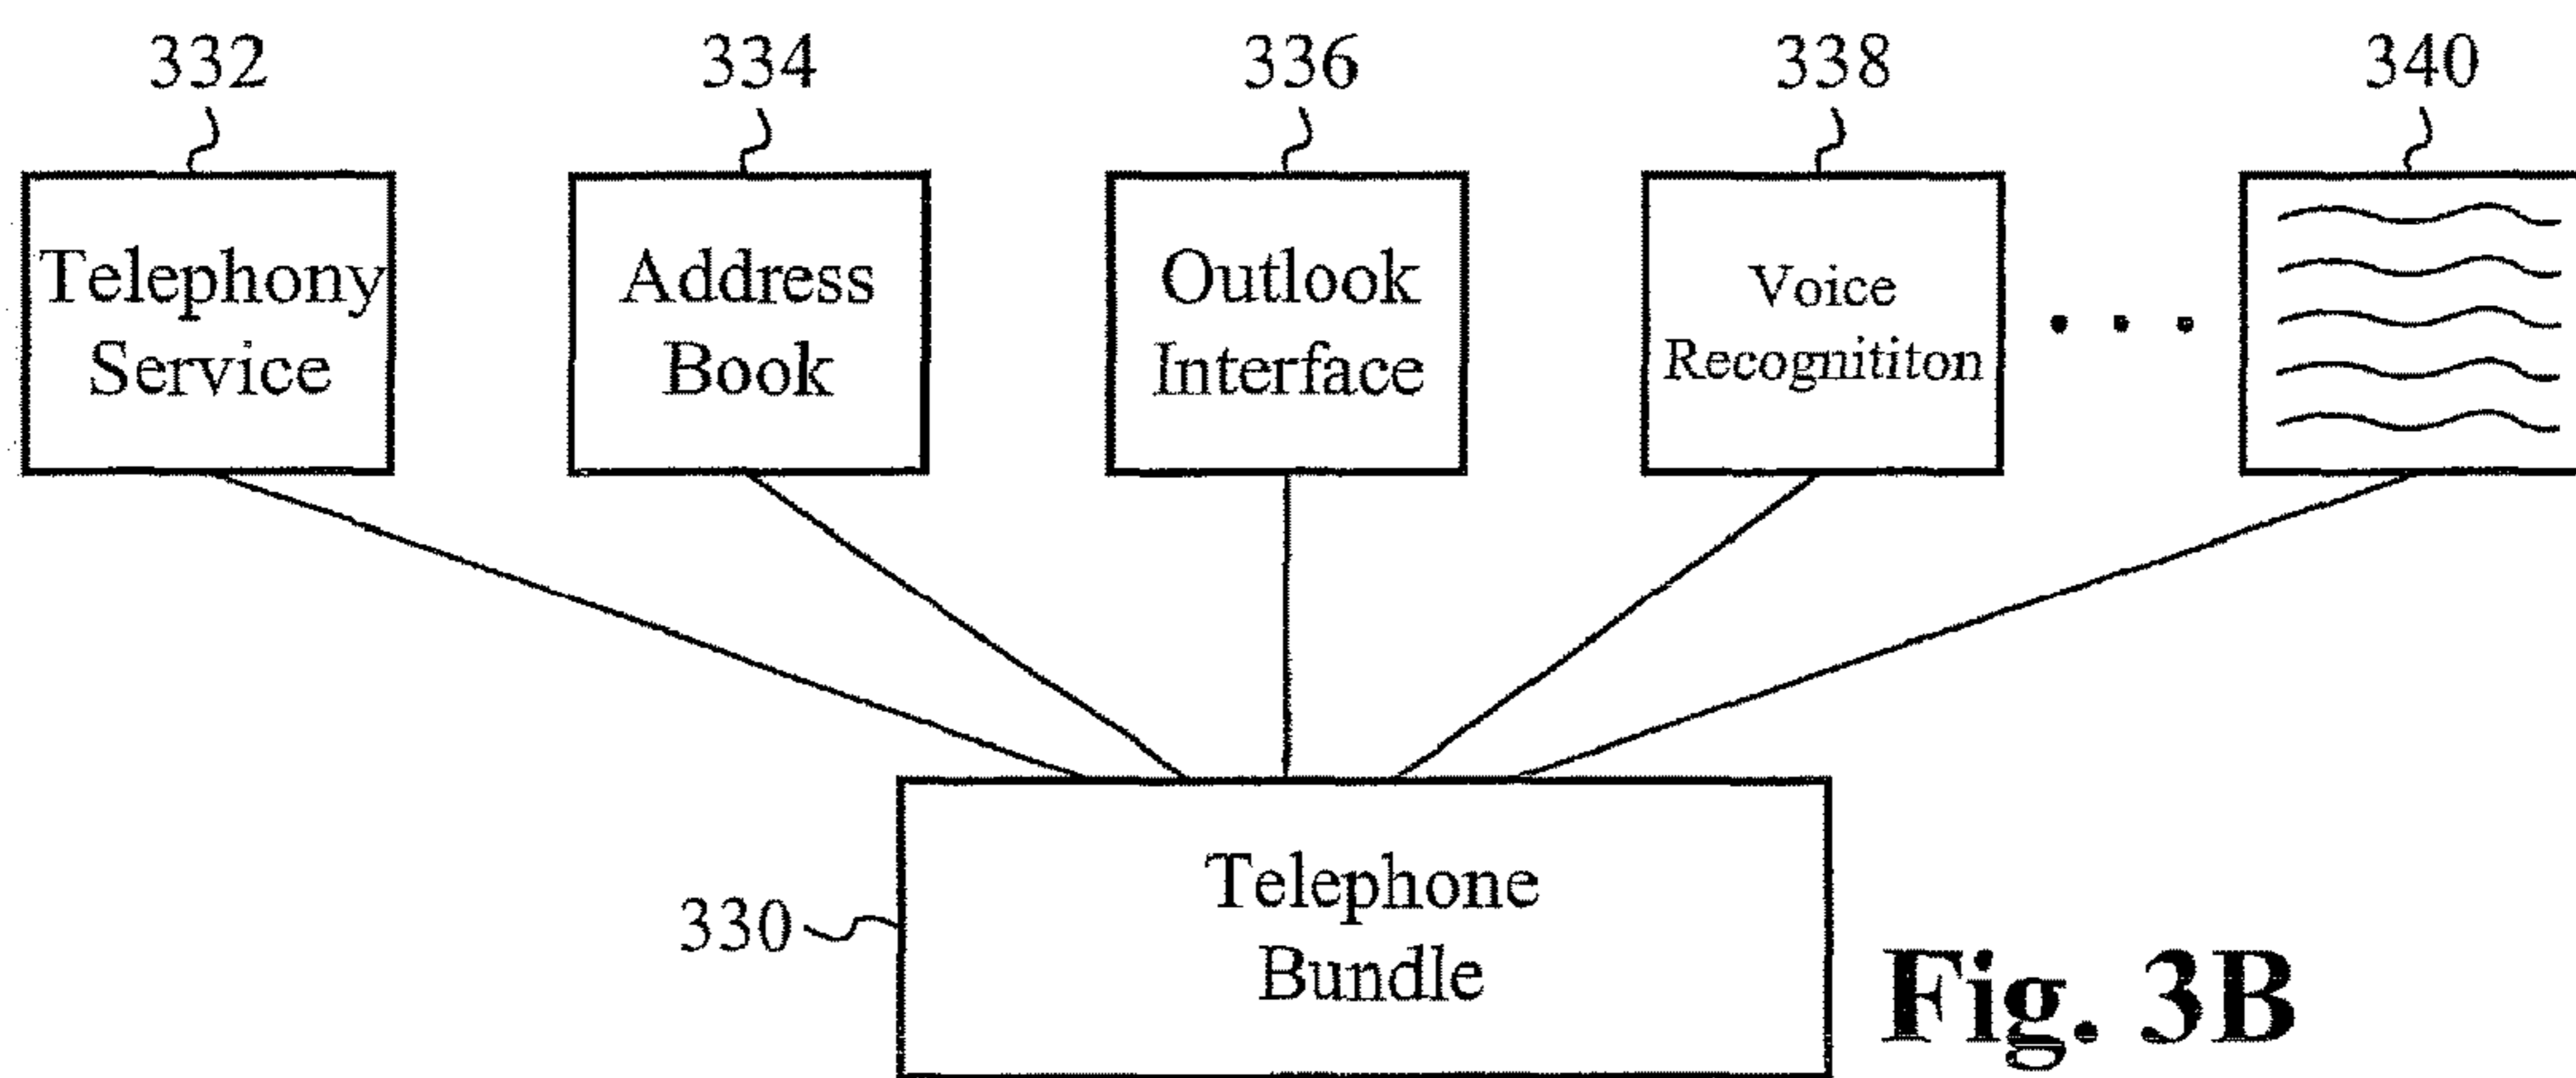 332 334 336 338 340
Telephony
Service
Address
Book
Outlook
Interface
Voice
Recognititon
. . .
330
Telephone
Bundle
Fig. 3B